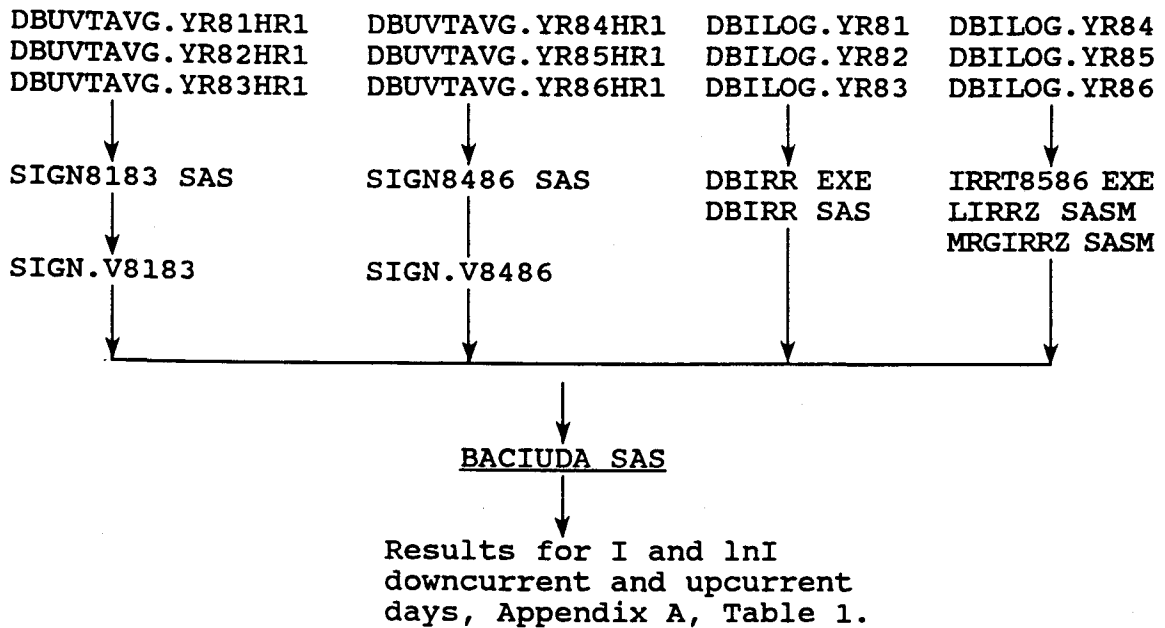 DBUVTAVG.YR81HR1 DBUVTAVG.YR84HR1 DBILOG.YR81 DBILOG.YR84
DBUVTAVG.YR82HR1 DBUVTAVG.YR85HR1 DBILOG.YR82 DBILOG.YR85
DBUVTAVG.YR83HR1 DBUVTAVG.YR86HR1 DBILOG.YR83 DBILOG.YR86
SIGN8183 SAS SIGN8486 SAS DBIRR EXE IRRT8586 EXE
DBIRR SAS LIRRZ SASM
MRGIRRZ SASM
SIGN.V8183 SIGN.V8486
BACIUDA SAS
Results for I and lnI
downcurrent and upcurrent
days, Appendix A, Table 1.